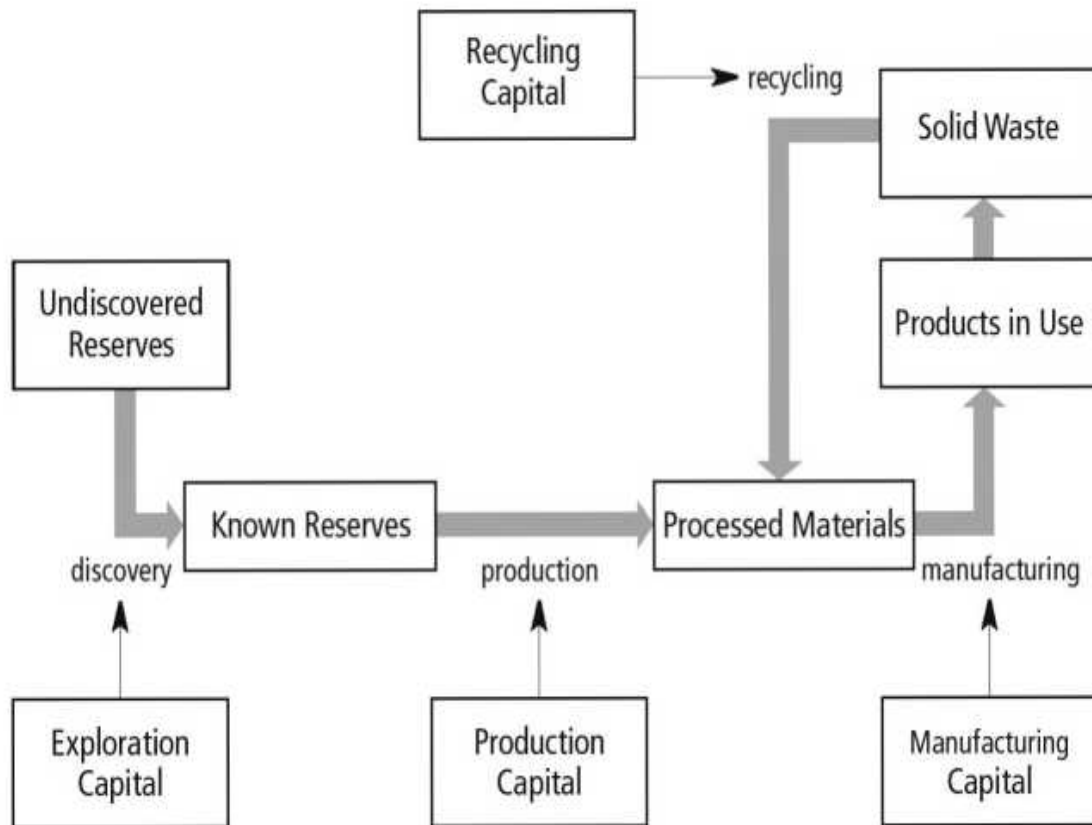 Recycling
Capital
recycling
Solid Waste
Undiscovered
Reserves
Products in Use
Known Reserves
Processed Materials
discovery
production
manufacturing
Exploration
Capital
Production
Capital
Manufacturing
Capital